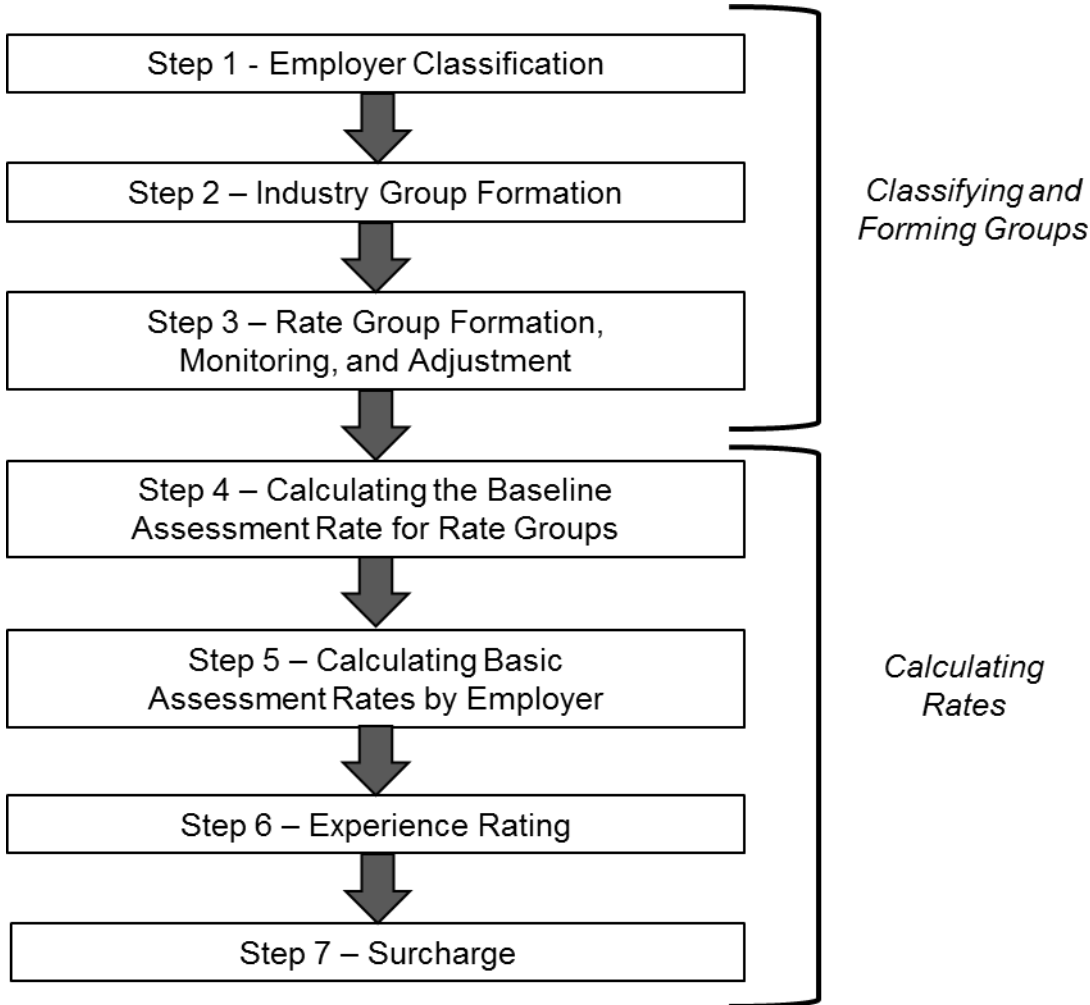 Step 1 - Employer Classification
Step 2 – Industry Group Formation
Step 3 – Rate Group Formation,
Monitoring, and Adjustment
Classifying and
Forming Groups
Step 4 – Calculating the Baseline
Assessment Rate for Rate Groups
Step 5 – Calculating Basic
Assessment Rates by Employer
Step 6 – Experience Rating
Step 7 – Surcharge
Calculating
Rates